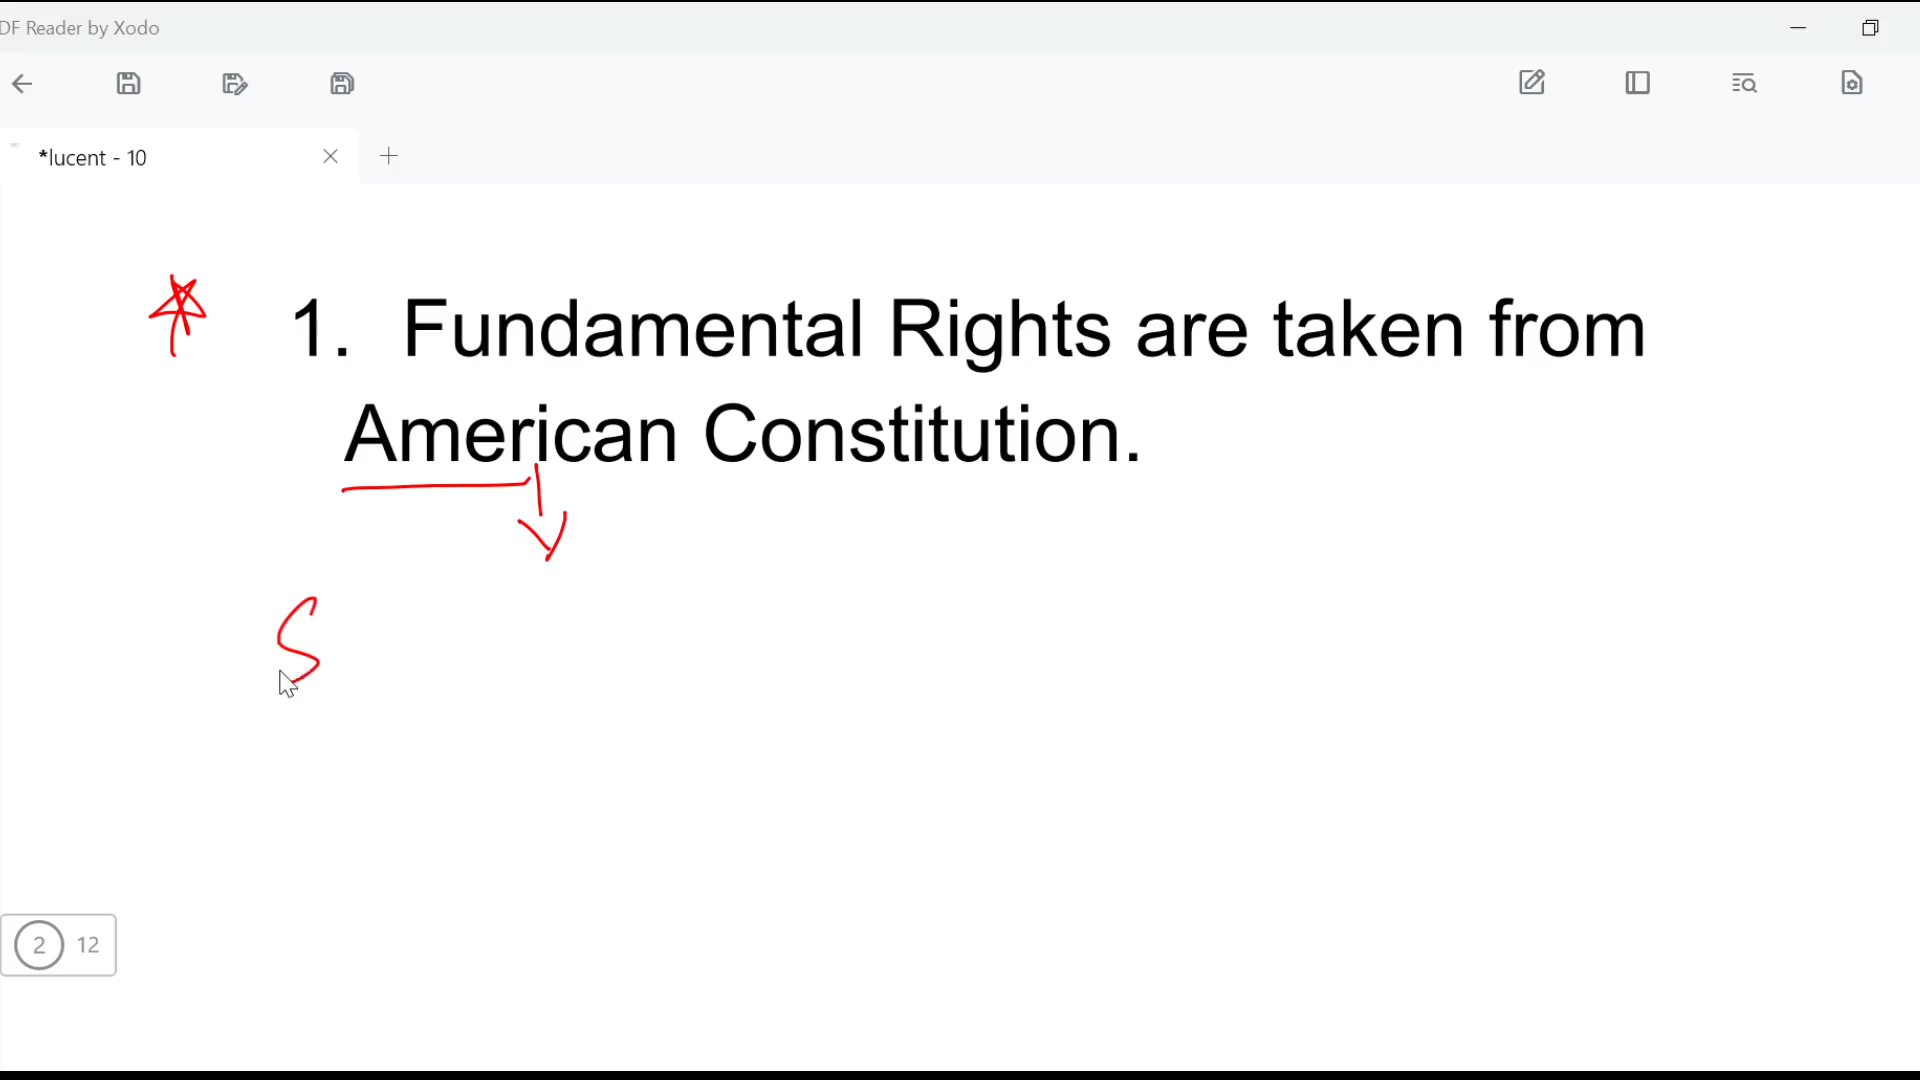 DF Reader by Xodo
*lucent - 10
1. Fundamental Rights are taken from
American Constitution.
S
2 12